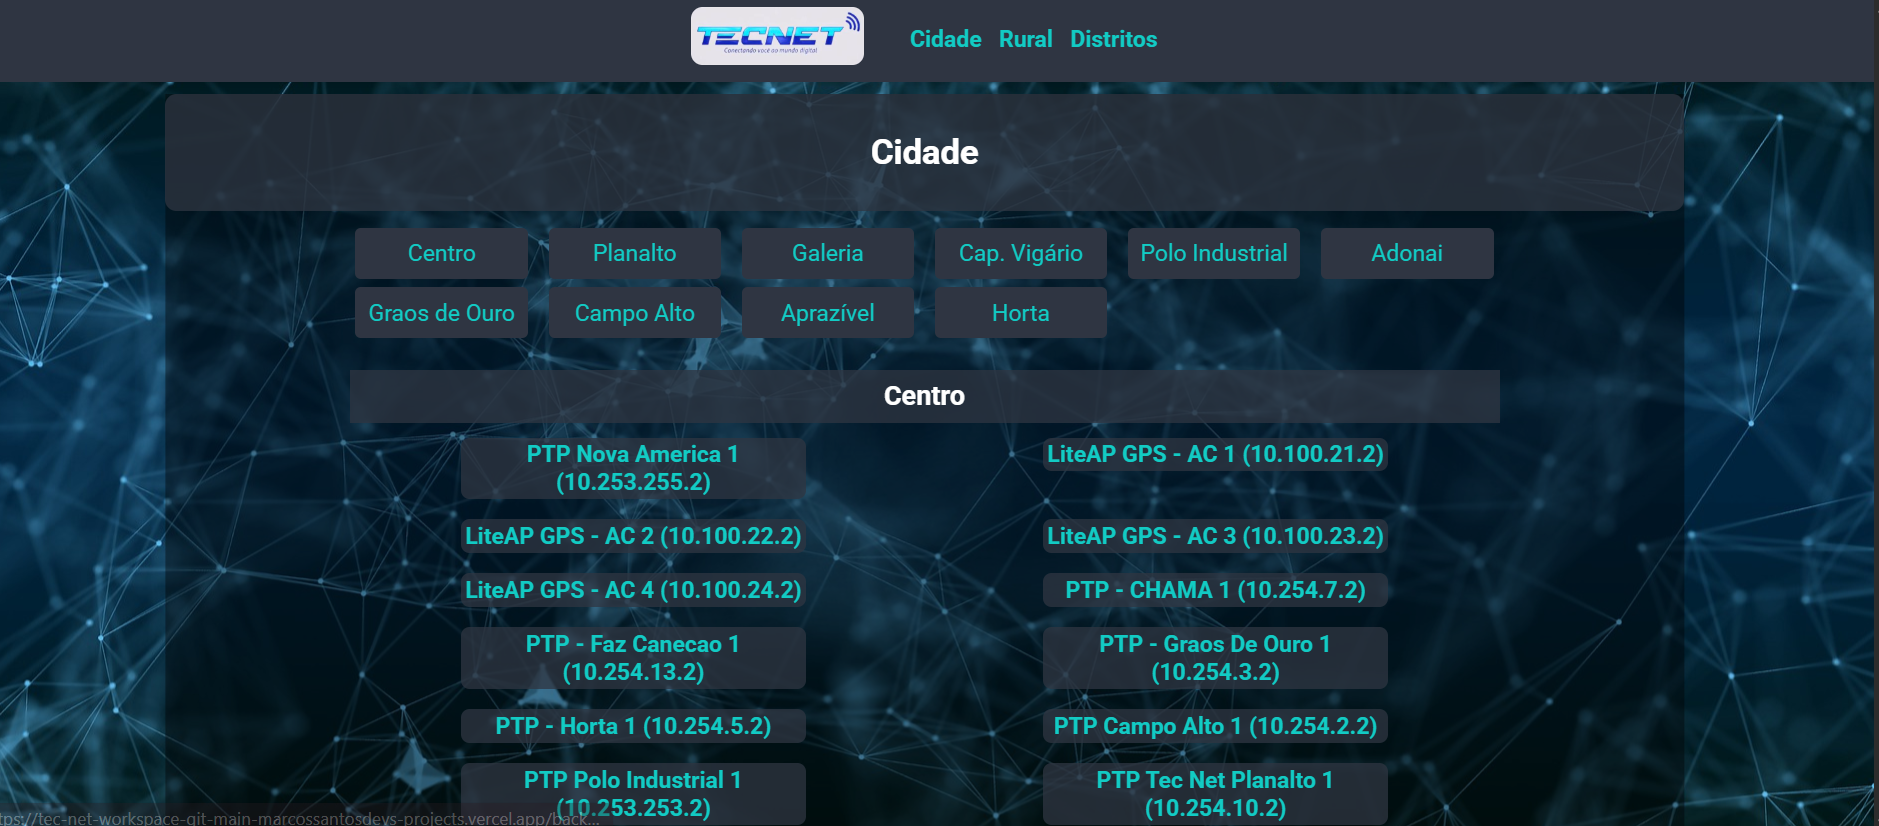 TECNET
Conectando você ao mundo digital
Cidade Rural Distritos
Cidade
Centro Planalto Galeria Cap. Vigário Polo Industrial Adonai
Graos de Ouro Campo Alto Aprazível Horta
Centro
PTP Nova America 1
(10.253.255.2)
LiteAP GPS - AC 1 (10.100.21.2)
LiteAP GPS - AC 2 (10.100.22.2)
LiteAP GPS - AC 3 (10.100.23.2)
LiteAP GPS - AC 4 (10.100.24.2)
PTP - CHAMA 1 (10.254.7.2)
PTP - Faz Canecao 1
(10.254.13.2)
PTP - Graos De Ouro 1
(10.254.3.2)
PTP - Horta 1 (10.254.5.2)
PTP Campo Alto 1 (10.254.2.2)
PTP Polo Industrial 1
(10.253.253.2)
PTP Tec Net Planalto 1
(10.254.10.2)
tps://tec-net-workspace-git-main-marcossantosdevs-projects.vercel.app/back...